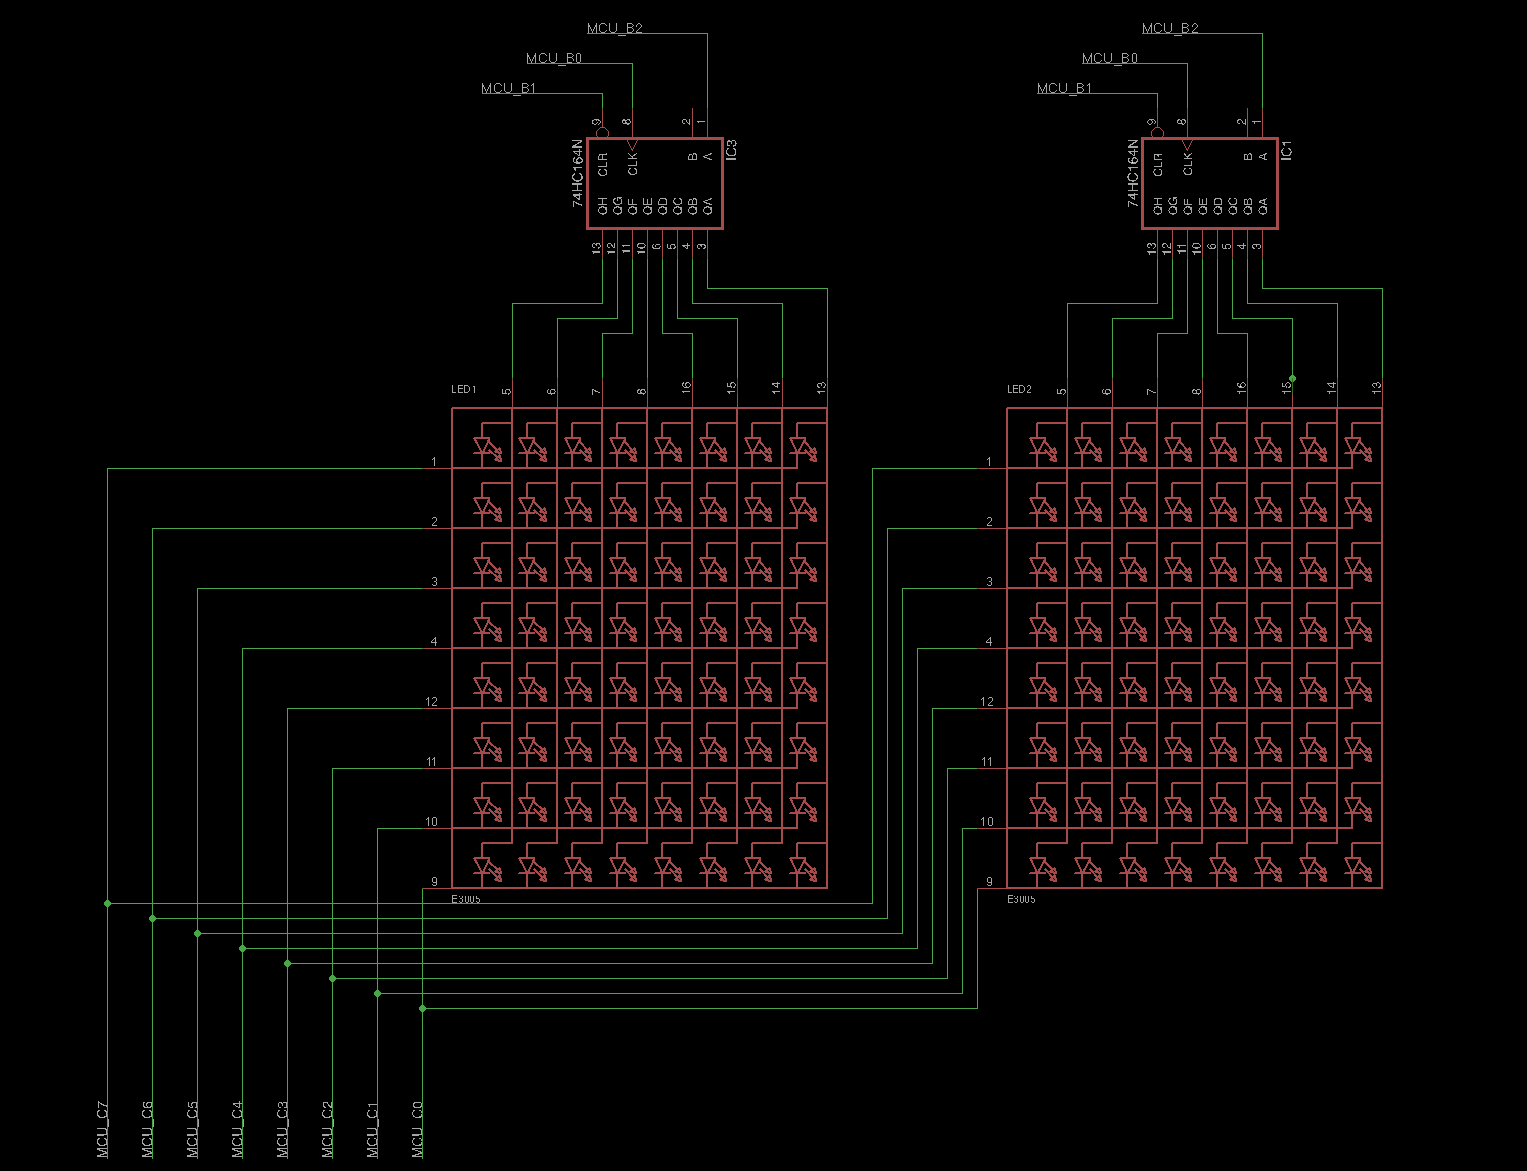 MCU_B2
MCU_B0
MCU_B1
9 8 2 1
74HC164N
CLR CLK B A
IC3
QH QG QF QE QD QC QB QA
13 12 11 10 6 5 4 3
MCU_B2
MCU_B0
MCU_B1
9 8 2 1
74HC164N
CLR CLK B A
IC1
QH QG QF QE QD QC QB QA
13 12 11 10 6 5 4 3
LED1
5 6 7 8 16 15 14 13
1
2
3
4
12
11
10
9
E3005
LED2
5 6 7 8 16 15 14 13
1
2
3
4
12
11
10
9
E3005
MCU_C7
MCU_C6
MCU_C5
MCU_C4
MCU_C3
MCU_C2
MCU_C1
MCU_C0